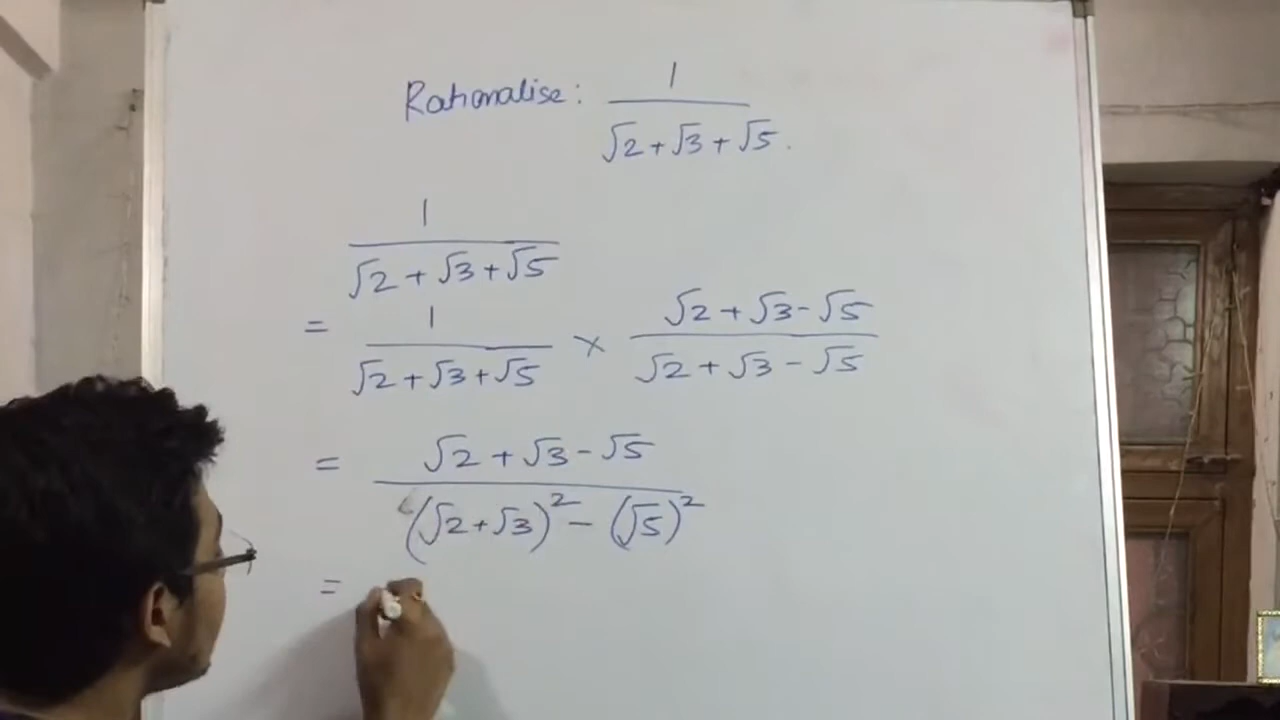 Rationalise: 1/(√2+√3+√5).
1/(√2+√3+√5)
= 1/(√2+√3+√5) × (√2+√3-√5)/(√2+√3-√5)
= (√2+√3-√5)/((√2+√3)²-(√5)²)
=